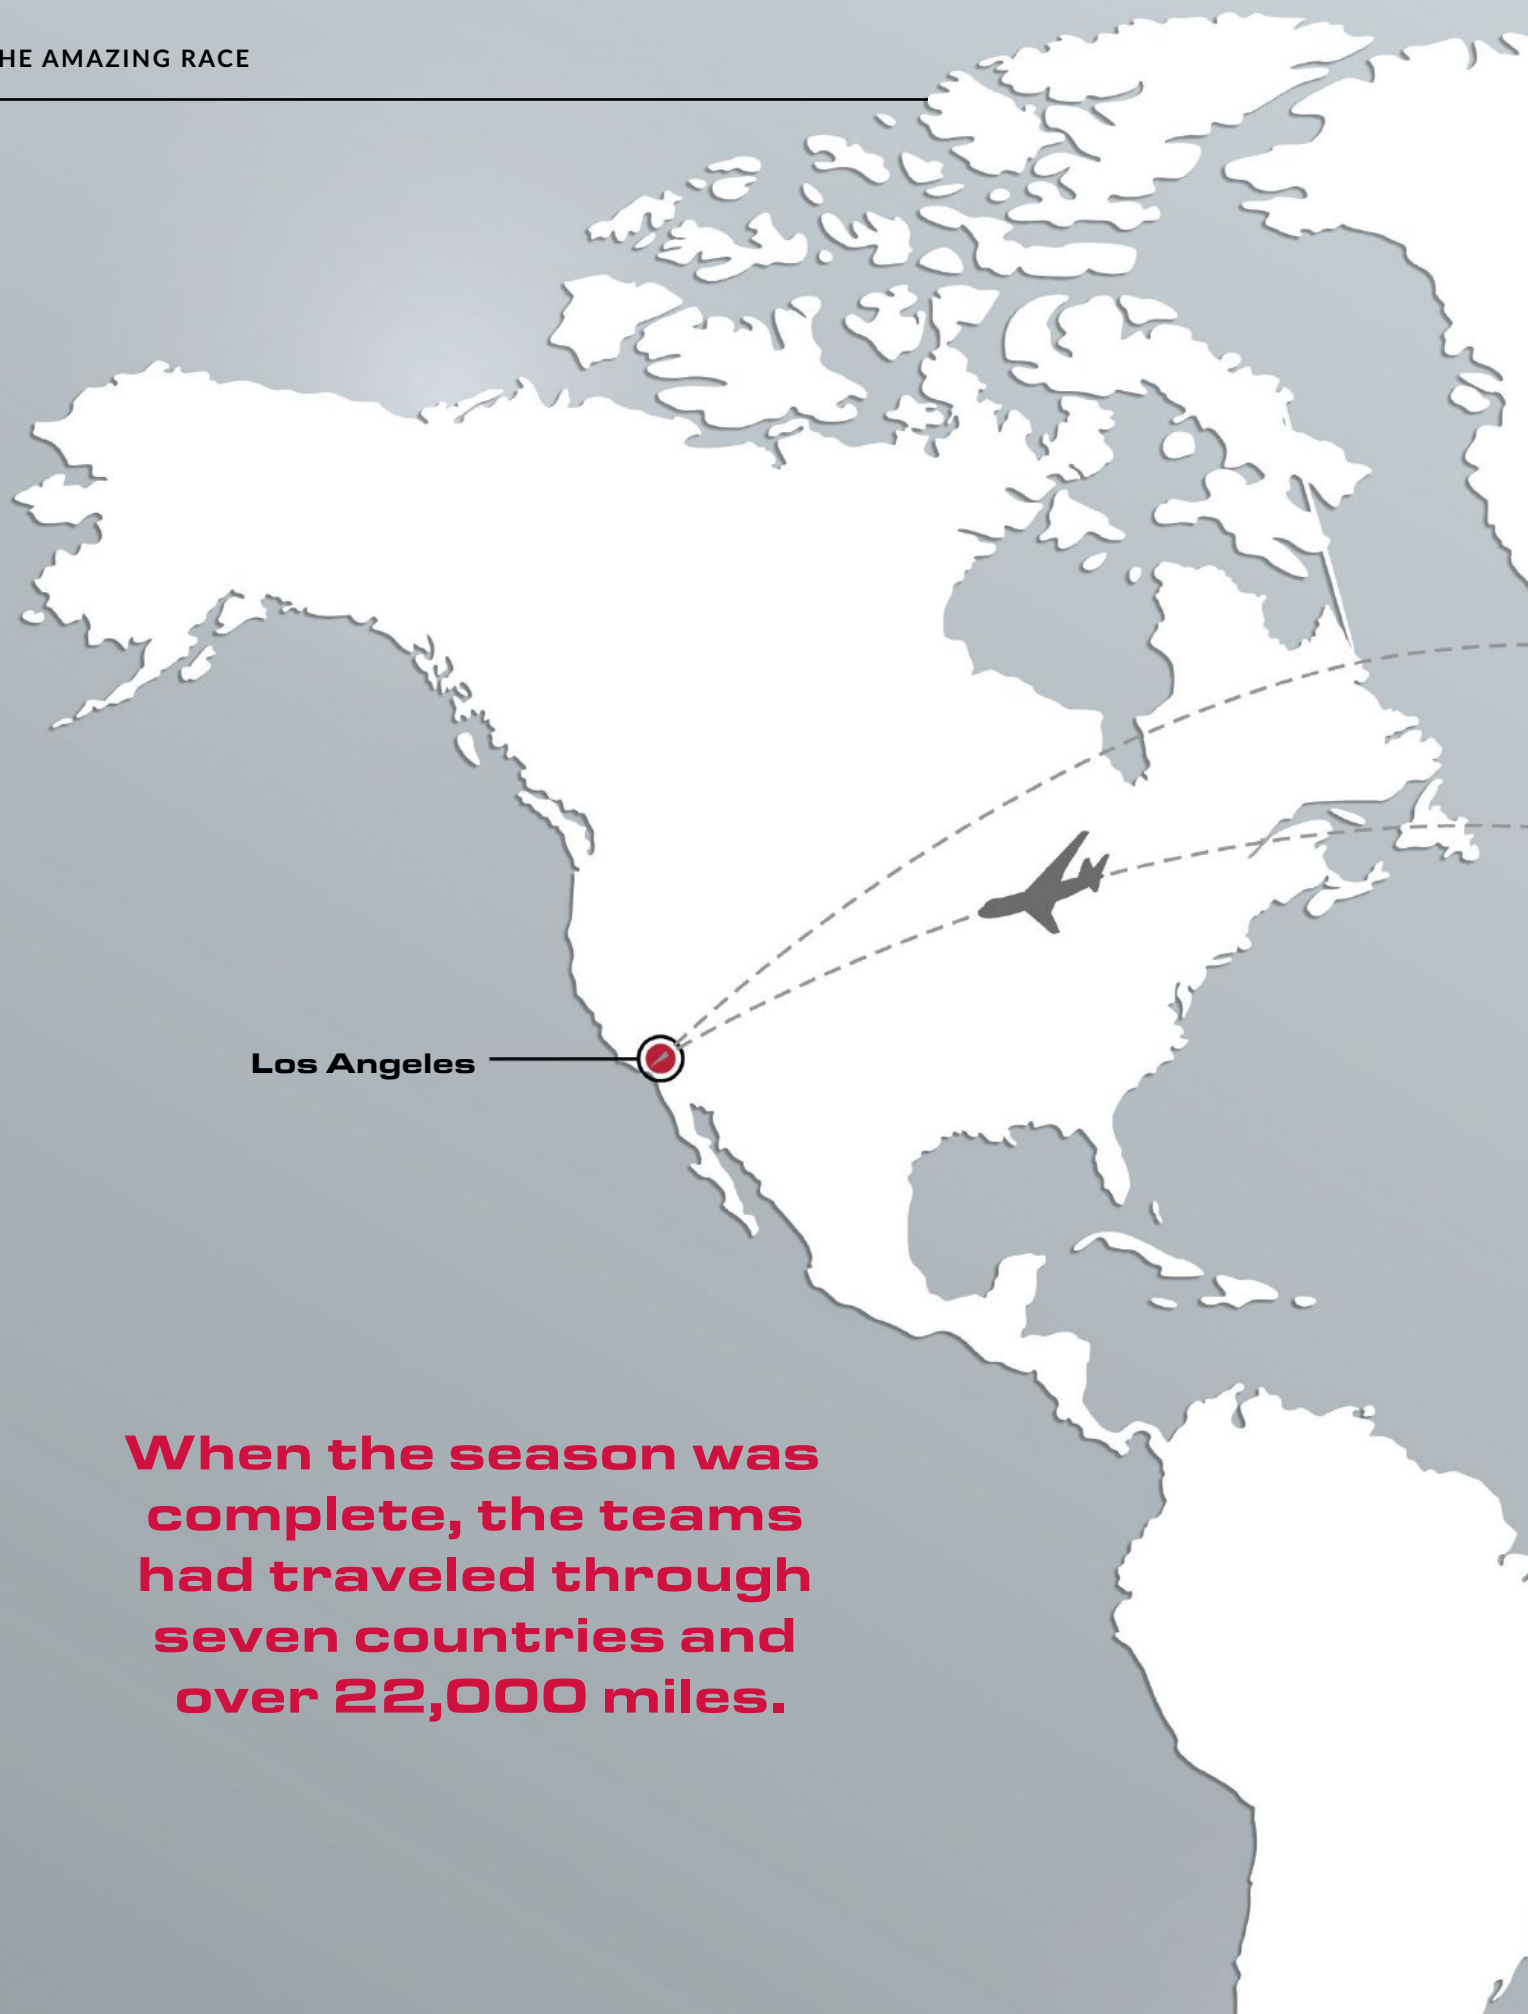 HE AMAZING RACE
Los Angeles
When the season was
complete, the teams
had traveled through
seven countries and
over 22,000 miles.